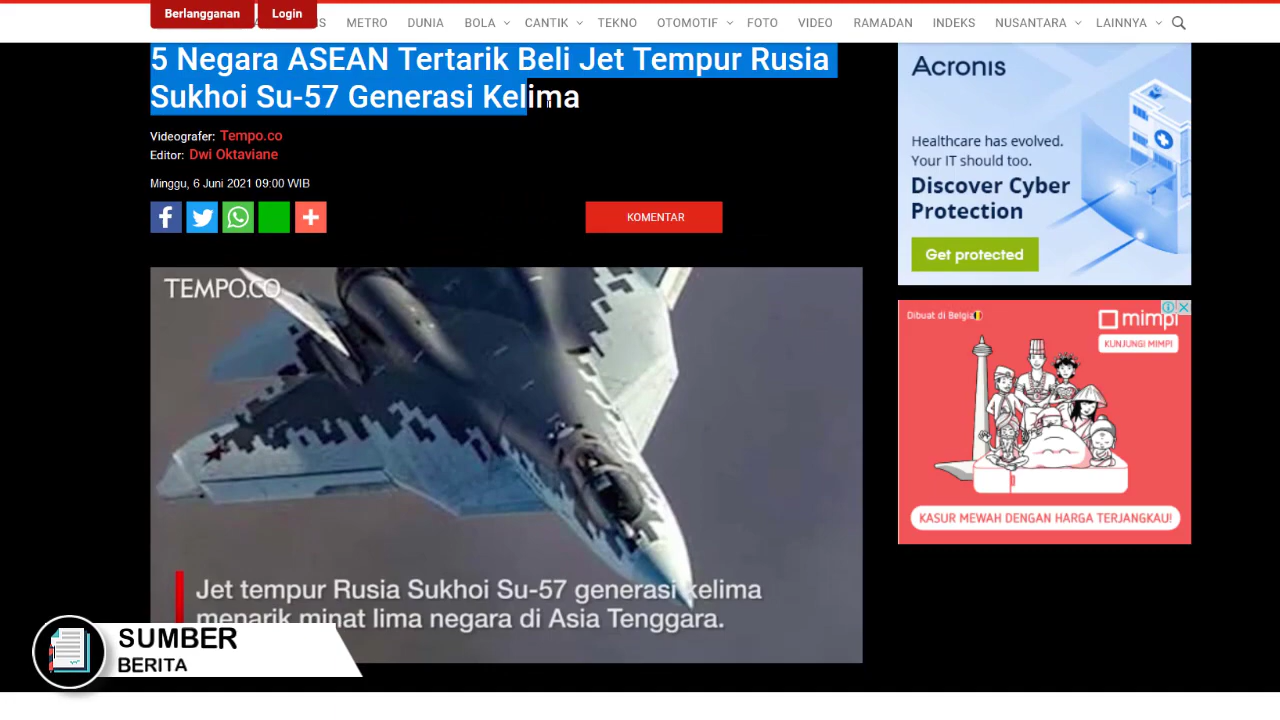 Berlangganan
Login
S METRO DUNIA BOLA CANTIK TEKNO OTOMOTIF FOTO VIDEO RAMADAN INDEKS NUSANTARA LAINNYA
5 Negara ASEAN Tertarik Beli Jet Tempur Rusia
Sukhoi Su-57 Generasi Kelima
Videografer: Tempo.co
Editor: Dwi Oktaviane
Minggu, 6 Juni 2021 09:00 WIB
KOMENTAR
TEMPO.CO
Jet tempur Rusia Sukhoi Su-57 generasi kelima
menarik minat lima negara di Asia Tenggara.
SUMBER
BERITA
Acronis
Healthcare has evolved.
Your IT should too.
Discover Cyber
Protection
Get protected
Dibuat di Belgia
mimpi
KUNJUNGI MIMPI
KASUR MEWAH DENGAN HARGA TERJANGKAU!